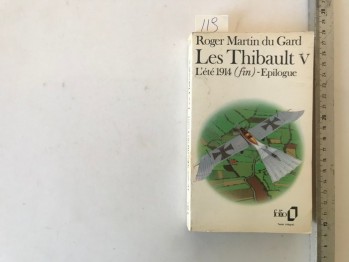 113
Roger Martin du Gard
Les Thibault V
L'été 1914 (fin) - Epilogue
folio